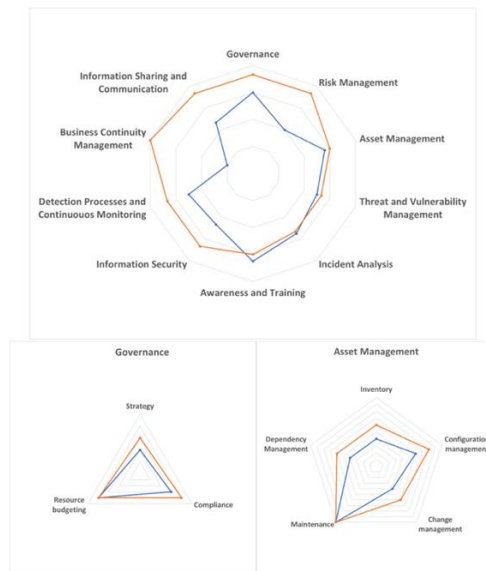 Governance
Information Sharing and
Communication
Risk Management
Business Continuity
Management
Asset Management
Detection Processes and
Continuouos Monitoring
Threat and Vulnerability
Management
Information Security
Incident Analysis
Awareness and Training
Governance
Strategy
Resource
budgeting
Compliance
Asset Management
Inventory
Dependency
Management
Configuration
management
Maintenance
Change
management